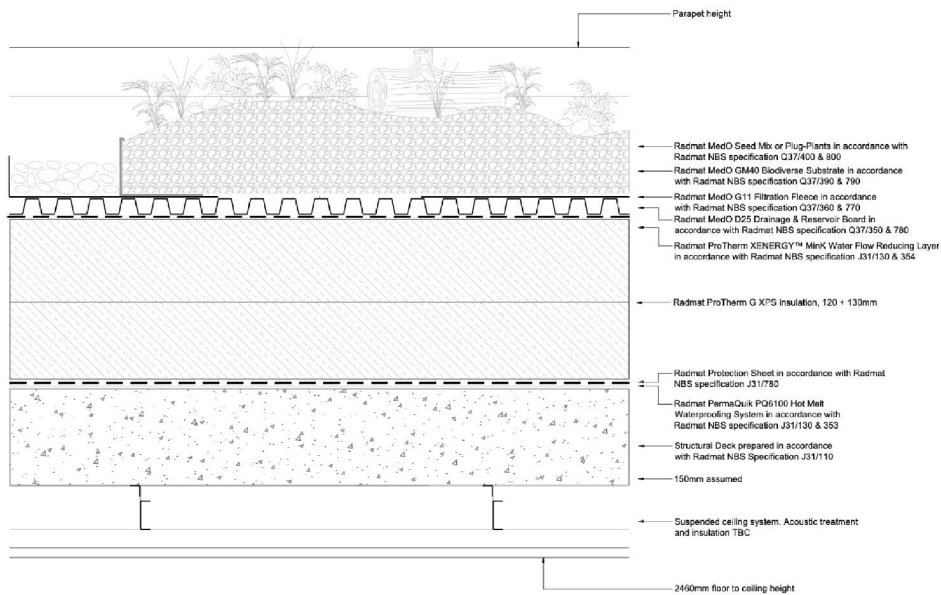 Parapet height
Radmat MedO Seed Mix or Plug-Plants in accordance with
Radmat NBS specification Q37/400 & 800
Radmat MedO GM40 Biodiverse Substrate in accordance
with Radmat NBS specification Q37/390 & 790
Radmat MedO G11 Filtration Fleece in accordance
with Radmat NBS specification Q37/360 & 770
Radmat MedO D25 Drainage & Reservoir Board in
accordance with Radmat NBS specification Q37/350 & 780
Radmat ProTherm XENERGY™ MinK Water Flow Reducing Layer
in accordance with Radmat NBS specification J31/130 & 354
Radmat ProTherm G XPS insulation, 120 + 130mm
Radmat Protection Sheet in accordance with Radmat
NBS specification J31/780
Radmat PermaQuik PQ6100 Hot Melt
Waterproofing System in accordance with
Radmat NBS specification J31/130 & 353
Structural Deck prepared in accordance
with Radmat NBS Specification J31/110
150mm assumed
Suspended ceiling system. Acoustic treatment
and insulation TBC
2460mm floor to ceiling height